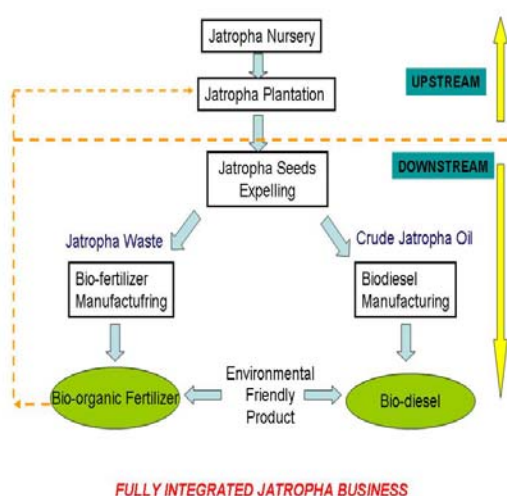 Jatropha Nursery
Jatropha Plantation
UPSTREAM
DOWNSTREAM
Jatropha Seeds
Expelling
Jatropha Waste
Crude Jatropha Oil
Bio-fertilizer
Manufactufring
Biodiesel
Manufacturing
Bio-organic Fertilizer
Environmental
Friendly
Product
Bio-diesel
FULLY INTEGRATED JATROPHA BUSINESS